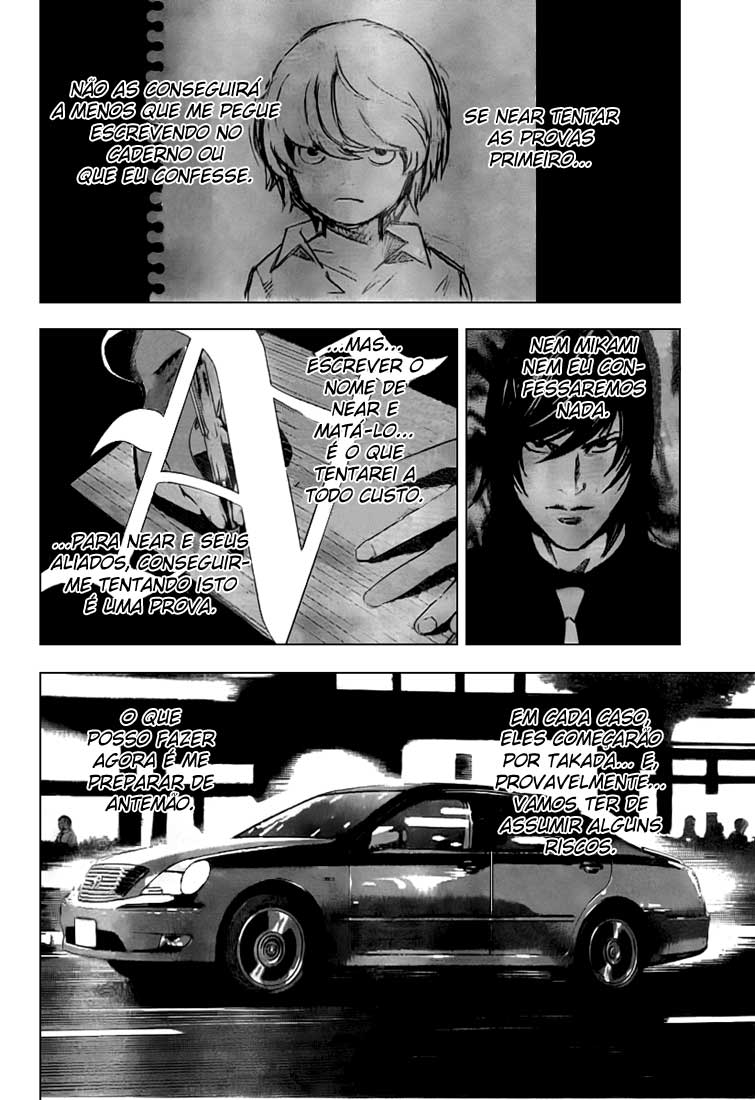 SE NEAR TENTAR
AS PROVAS
PRIMEIRO...
NÃO AS CONSEGUIRÁ
A MENOS QUE ME PEGUE
ESCREVENDO NO
CADERNO OU
QUE EU CONFESSE.
NEM MIKAMI
NEM EU CON-
FESSAREMOS
NADA.
...MAS...
ESCREVER O
NOME DE
NEAR E
MATÁ-LO...
É O QUE
TENTAREI A
TODO CUSTO.
...PARA NEAR E SEUS
ALIADOS, CONSEGUIR-
ME TENTANDO ISTO
É UMA PROVA.
EM CADA CASO,
ELES COMEÇARÃO
POR TAKADA... E,
PROVAVELMENTE...
VAMOS TER DE
ASSUMIR ALGUNS
RISCOS.
O QUE
POSSO FAZER
AGORA É ME
PREPARAR DE
ANTEMÃO.